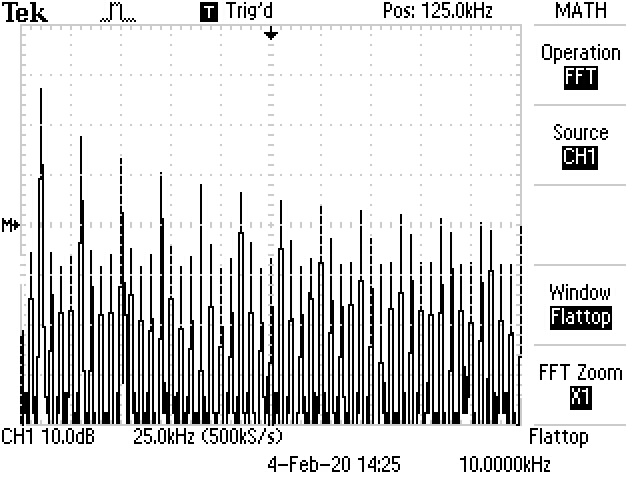 Tek T Trig'd Pos: 125.0kHz MATH
Operation
FFT
Source
CH1
M
Window
Flattop
FFT Zoom
X1
CH1 10.0dB 25.0kHz (500kS/s) Flattop
4-Feb-20 14:25 10.0000kHz